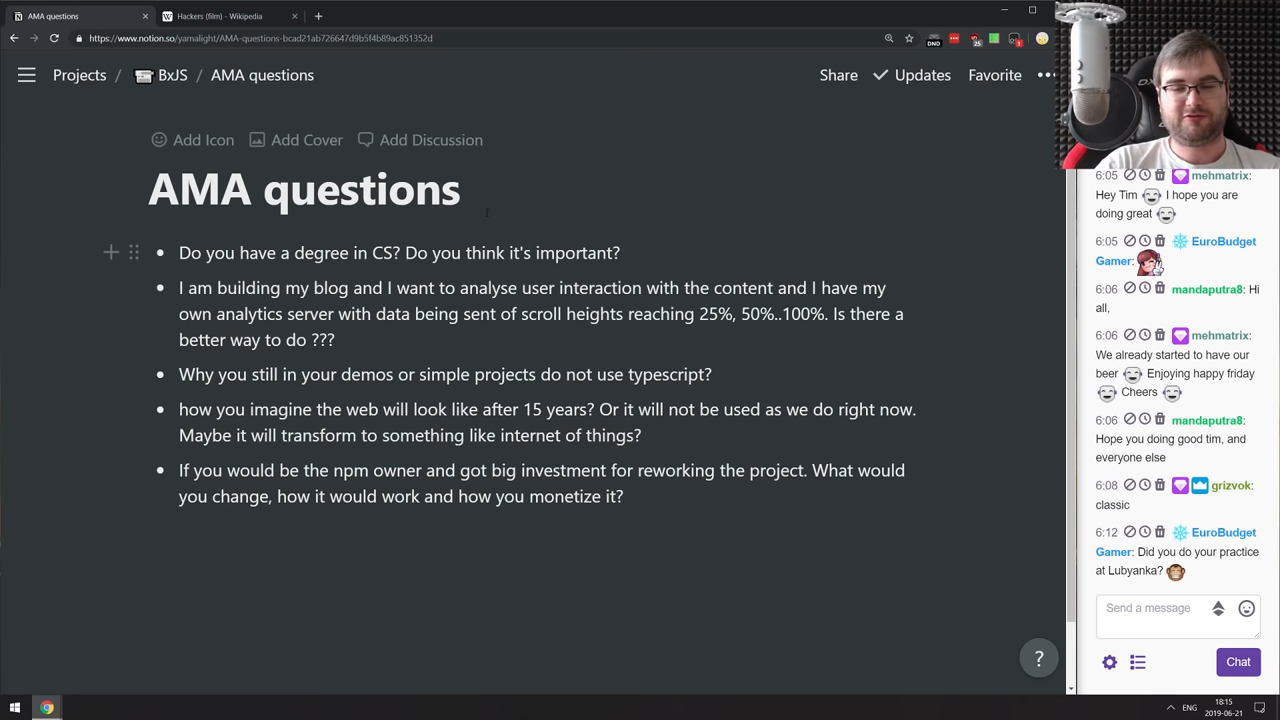 AMA questions
Hackers (film) - Wikipedia
https://www.notion.so/yamalight/AMA-questions-bcad21ab726647d9b5f4b89ac851352d
DND
25
1
Projects / BxJS / AMA questions
Share
Updates
Favorite
Add Icon
Add Cover
Add Discussion
AMA questions
Do you have a degree in CS? Do you think it's important?
I am building my blog and I want to analyse user interaction with the content and I have my
own analytics server with data being sent of scroll heights reaching 25%, 50%..100%. Is there a
better way to do ???
Why you still in your demos or simple projects do not use typescript?
how you imagine the web will look like after 15 years? Or it will not be used as we do right now.
Maybe it will transform to something like internet of things?
If you would be the npm owner and got big investment for reworking the project. What would
you change, how it would work and how you monetize it?
?
6:05 mehmatrix:
Hey Tim I hope you are
doing great
6:05 EuroBudget
Gamer:
6:06 mandaputra8: Hi
all,
6:06 mehmatrix:
We already started to have our
beer Enjoying happy friday
Cheers
6:06 mandaputra8:
Hope you doing good tim, and
everyone else
6:08 grizvok:
classic
6:12 EuroBudget
Gamer: Did you do your practice
at Lubyanka?
Send a message
Chat
ENG
18:15
2019-06-21